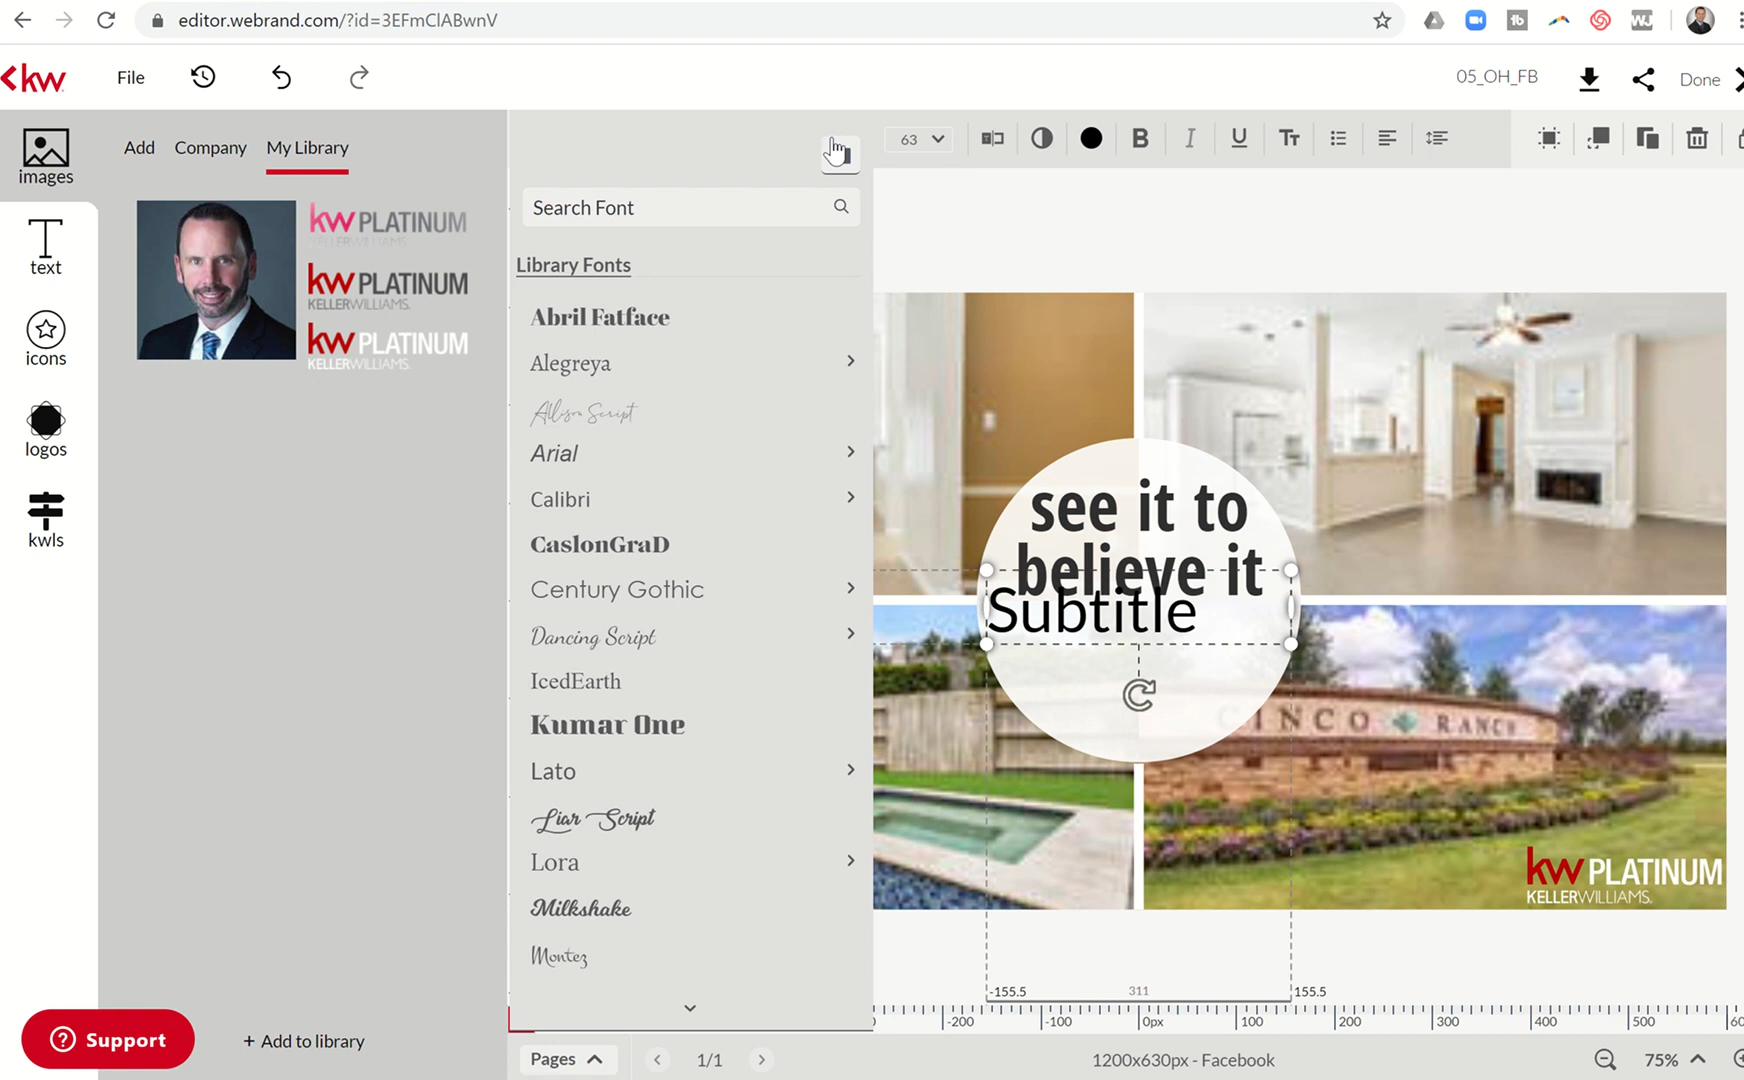 editor.webrand.com/?id=3EFmClABwnV
kw
File
05_OH_FB
Done
images
Add
Company
My Library
63
B
I
U
Tt
text
kw PLATINUM
kw PLATINUM
KELLERWILLIAMS.
kw PLATINUM
KELLERWILLIAMS.
icons
logos
kwls
Search Font
Library Fonts
Abril Fatface
Alegreya
Allison Script
Arial
Calibri
CaslonGraD
Century Gothic
Dancing Script
IcedEarth
Kumar One
Lato
Liar Script
Lora
Milkshake
Montez
see it to
believe it
Subtitle
CINCO RANCH
kw PLATINUM
KELLERWILLIAMS.
-155.5
311
155.5
-200
-100
0px
100
200
300
400
500
Support
+ Add to library
Pages
1/1
1200x630px - Facebook
75%